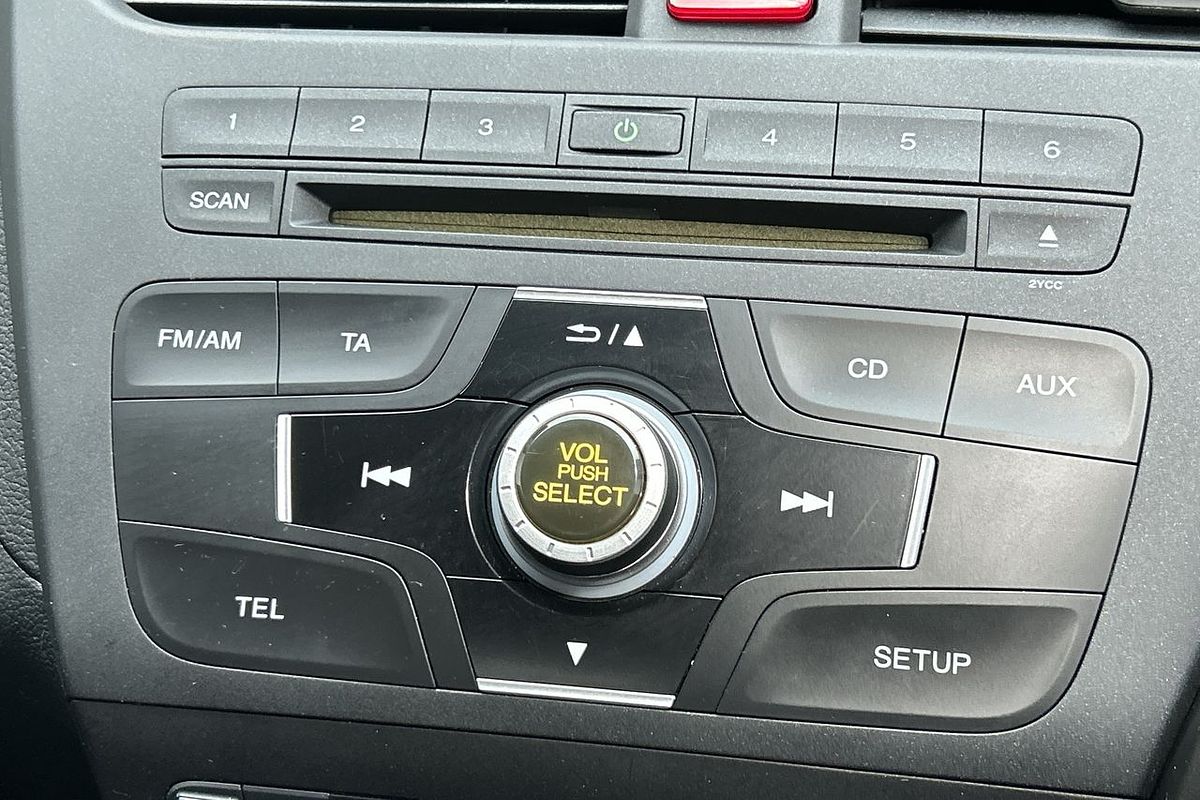 1 2 3 4 5 6
SCAN
2YCC
FM/AM TA CD AUX
VOL
PUSH
SELECT
TEL SETUP